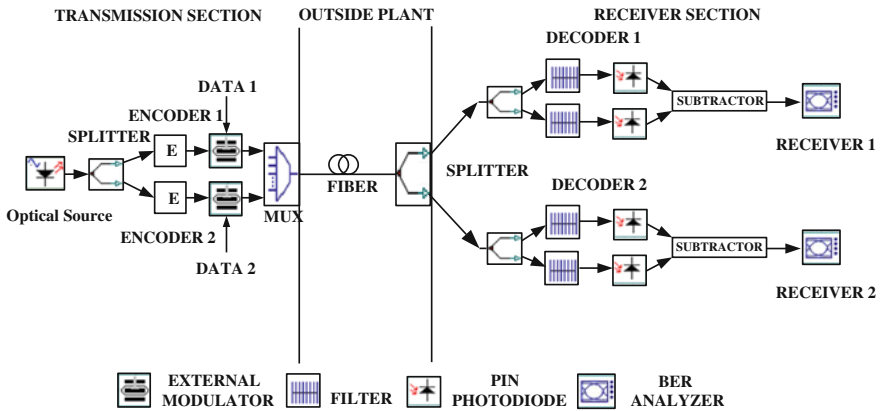 TRANSMISSION SECTION
OUTSIDE PLANT
RECEIVER SECTION
DECODER 1
DATA 1
ENCODER 1
SPLITTER
E
SUBTRACTOR
RECEIVER 1
SPLITTER
FIBER
MUX
E
Optical Source
ENCODER 2
DATA 2
DECODER 2
SUBTRACTOR
RECEIVER 2
EXTERNAL
MODULATOR
FILTER
PIN
PHOTODIODE
BER
ANALYZER